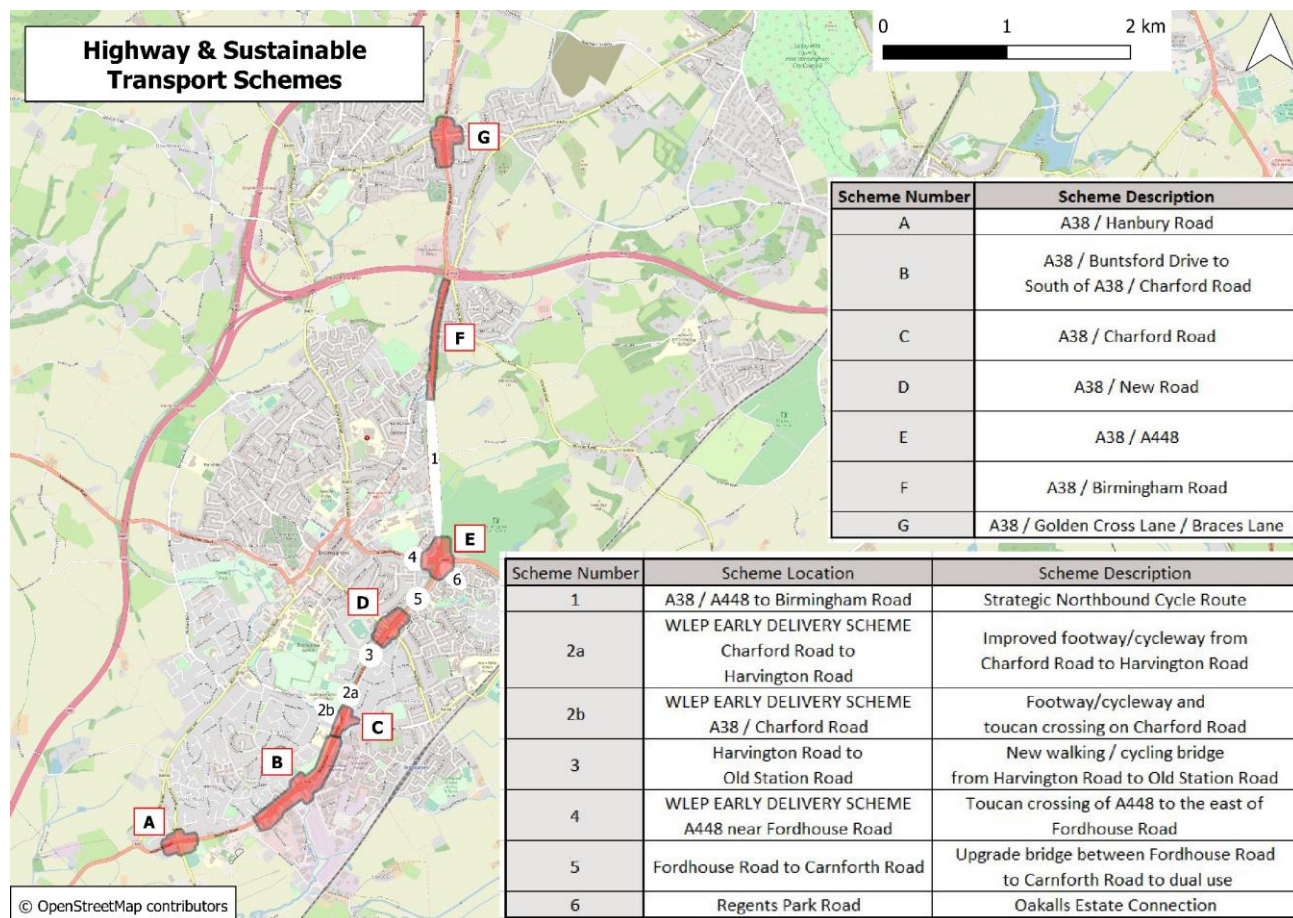 Highway & Sustainable
Transport Schemes
0 1 2 km
G
F
1
E
4
6
5
D
3
2a
2b
C
B
A
Scheme Number Scheme Description
A A38 / Hanbury Road
B A38 / Buntsford Drive to
South of A38 / Charford Road
C A38 / Charford Road
D A38 / New Road
E A38 / A448
F A38 / Birmingham Road
G A38 / Golden Cross Lane / Braces Lane
Scheme Number Scheme Location Scheme Description
1 A38 / A448 to Birmingham Road Strategic Northbound Cycle Route
2a WLEP EARLY DELIVERY SCHEME
Charford Road to
Harvington Road
Improved footway/cycleway from
Charford Road to Harvington Road
2b WLEP EARLY DELIVERY SCHEME
A38 / Charford Road
Footway/cycleway and
toucan crossing on Charford Road
3 Harvington Road to
Old Station Road
New walking / cycling bridge
from Harvington Road to Old Station Road
4 WLEP EARLY DELIVERY SCHEME
A448 near Fordhouse Road
Toucan crossing of A448 to the east of
Fordhouse Road
5 Fordhouse Road to Carnforth Road
Upgrade bridge between Fordhouse Road
to Carnforth Road to dual use
6 Regents Park Road Oakalls Estate Connection
© OpenStreetMap contributors